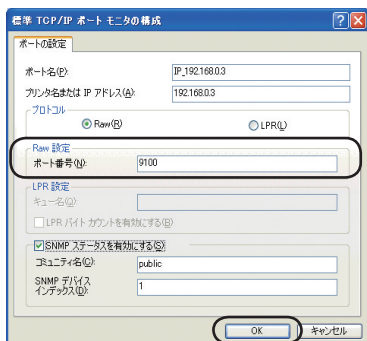 標準 TCP/IP ポート モニタの構成
ポートの設定
ポート名(P):
IP_192.168.0.3
プリンタ名または IP アドレス(A):
192.168.0.3
プロトコル
Raw(R)
LPR(L)
Raw 設定
ポート番号(N):
9100
LPR 設定
キュー名(Q):
LPR バイト カウントを有効にする(B)
SNMP ステータスを有効にする(S)
コミュニティ名(C):
public
SNMP デバイス
インデックス(D):
1
OK
キャンセル